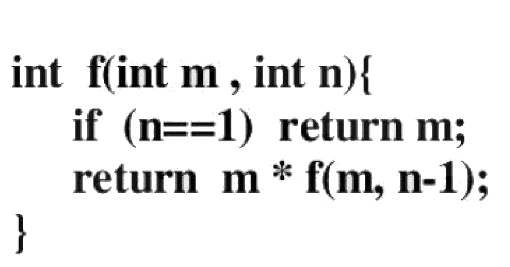 int f(int m , int n){
if (n==1) return m;
return m * f(m, n-1);
}